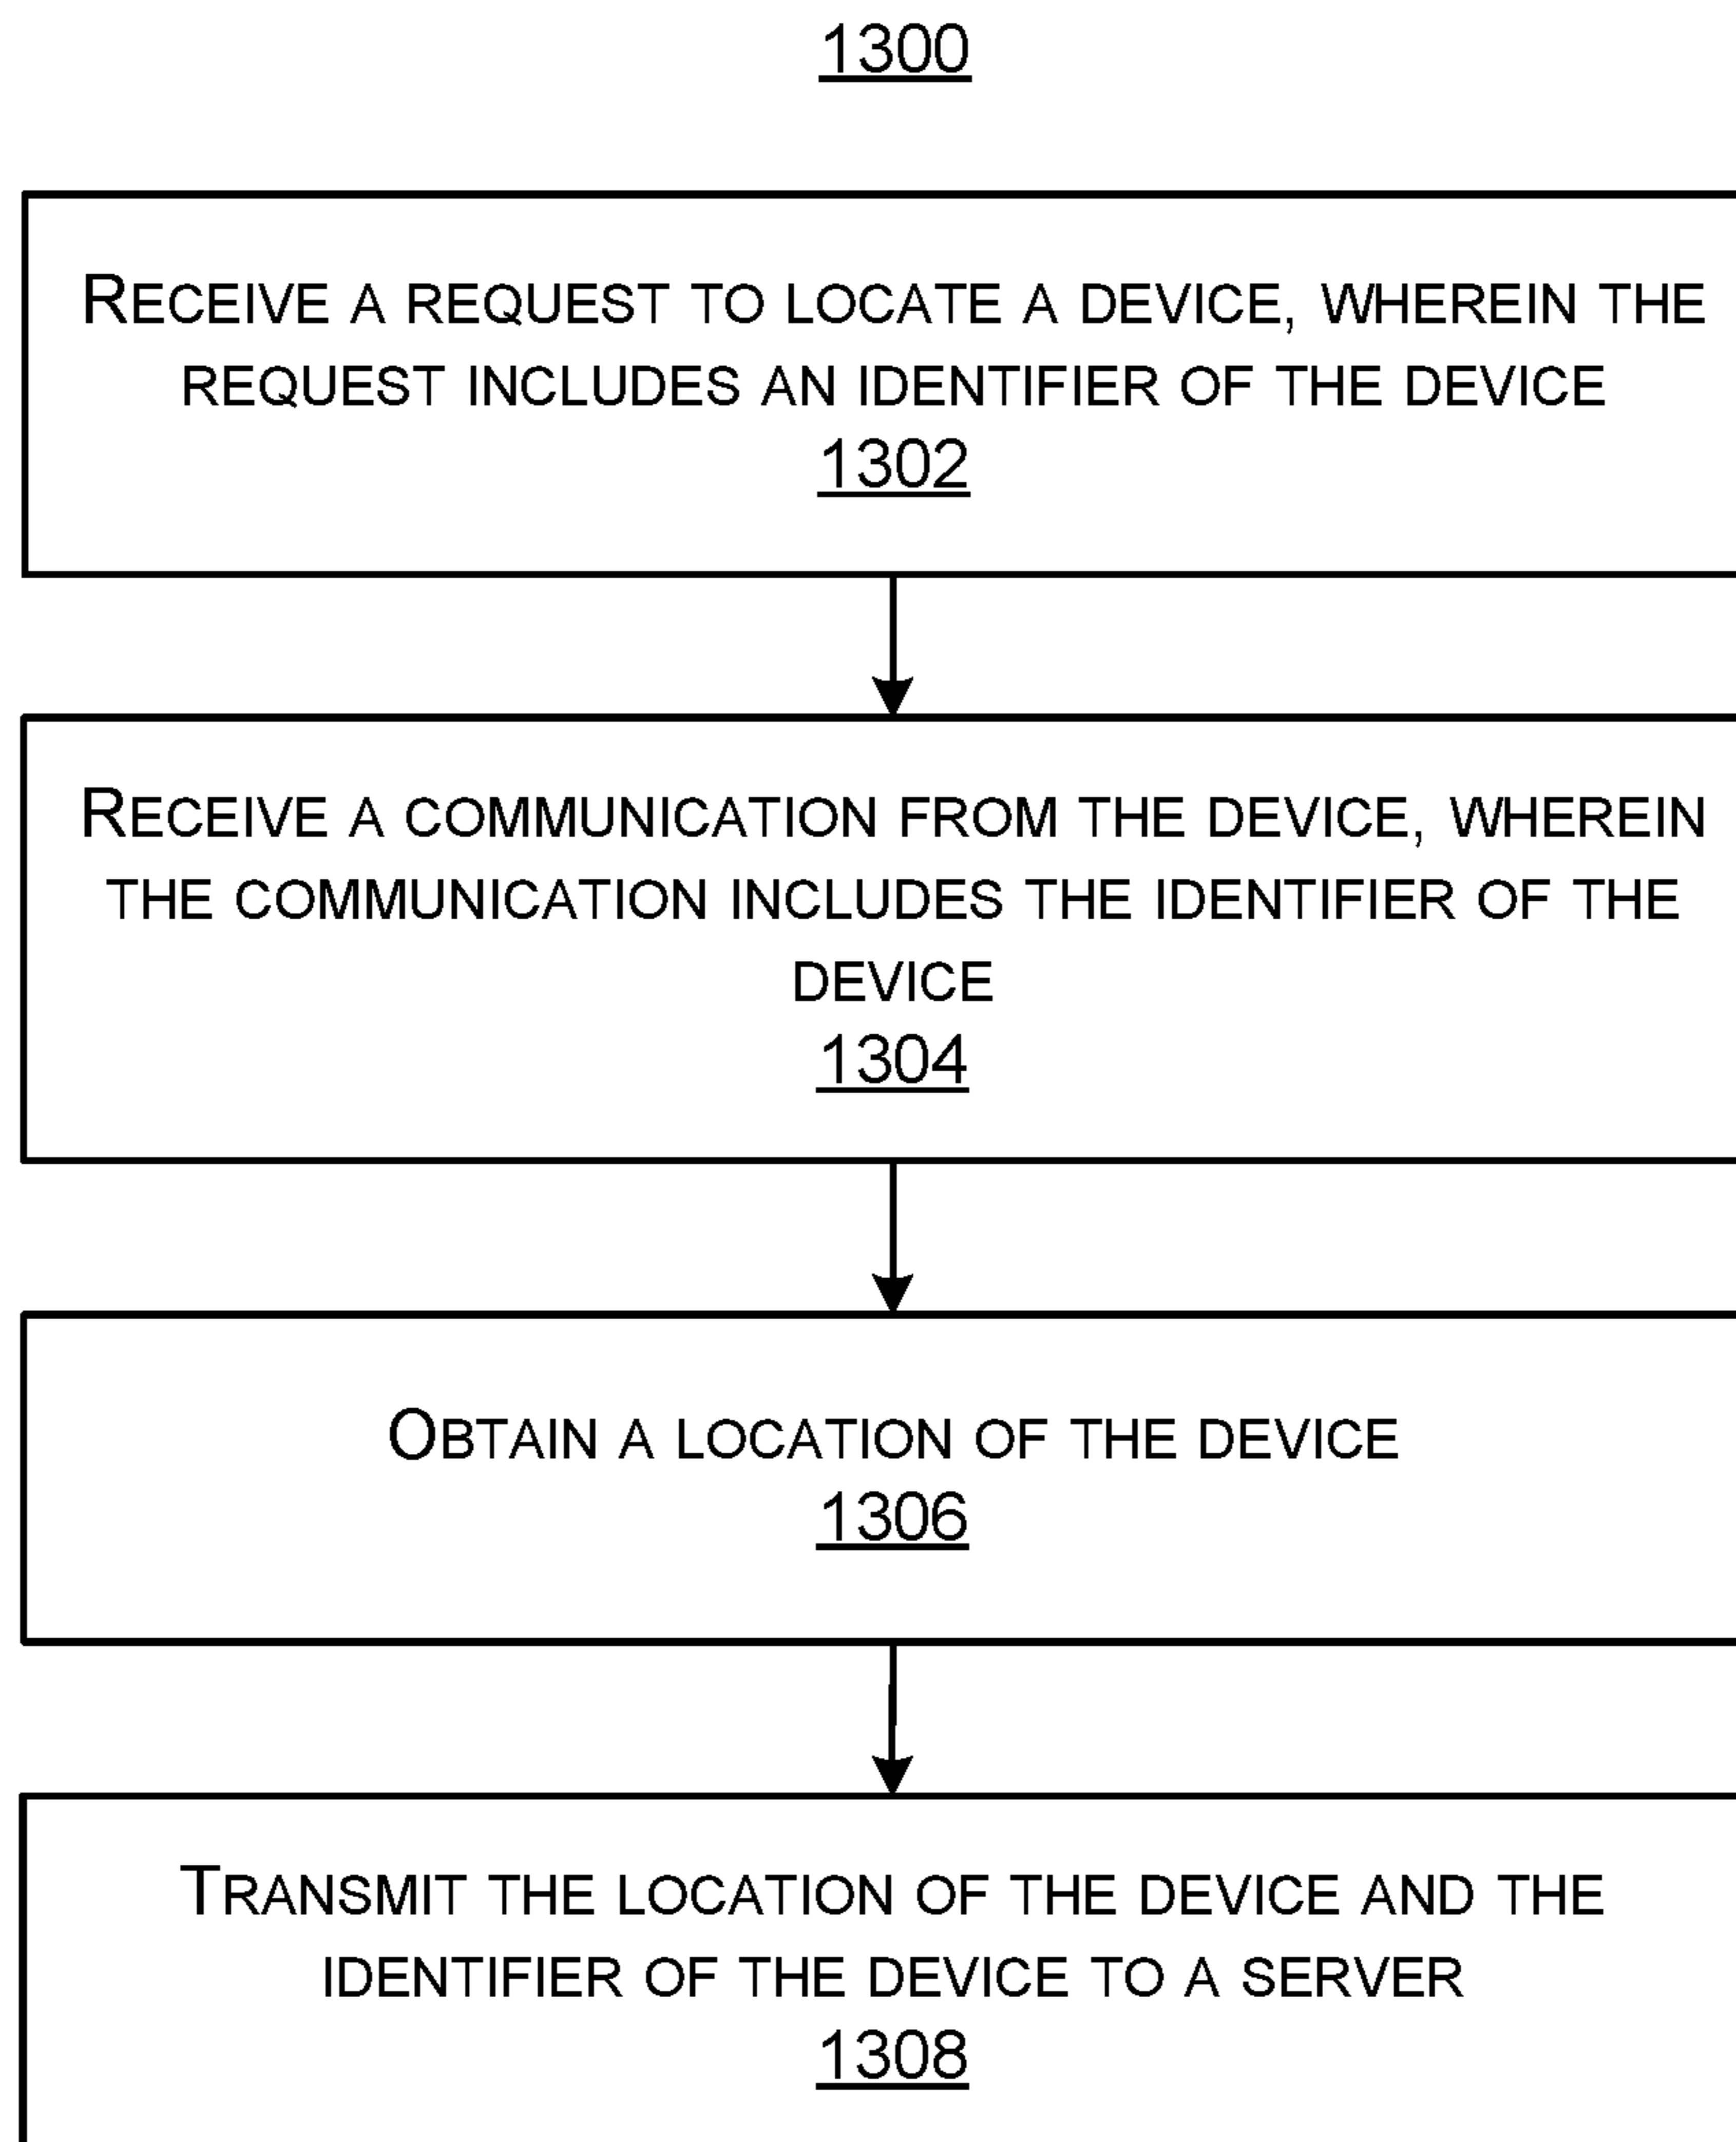 1300
RECEIVE A REQUEST TO LOCATE A DEVICE, WHEREIN THE
REQUEST INCLUDES AN IDENTIFIER OF THE DEVICE
1302
RECEIVE A COMMUNICATION FROM THE DEVICE, WHEREIN
THE COMMUNICATION INCLUDES THE IDENTIFIER OF THE
DEVICE
1304
OBTAIN A LOCATION OF THE DEVICE
1306
TRANSMIT THE LOCATION OF THE DEVICE AND THE
IDENTIFIER OF THE DEVICE TO A SERVER
1308